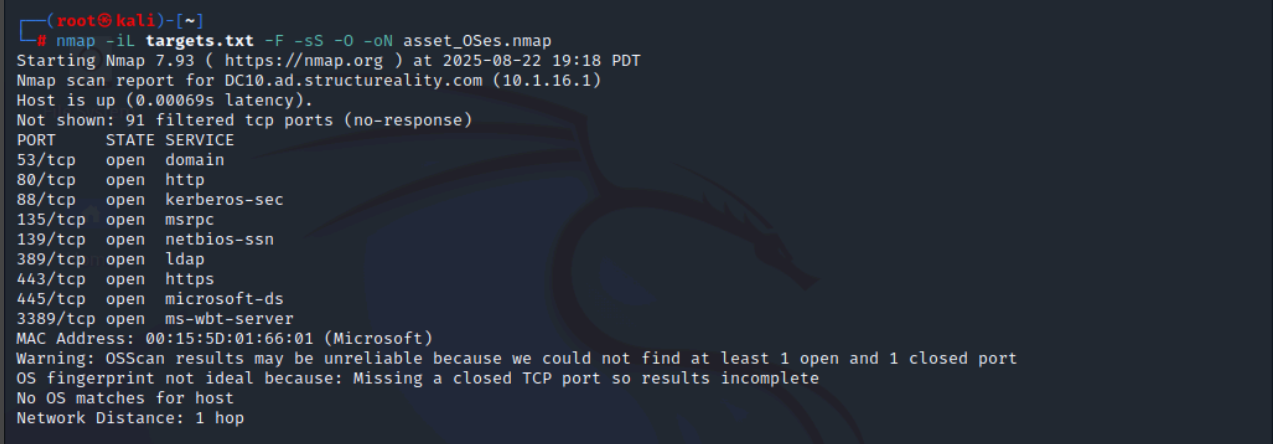 ┌──(root㉿kali)-[~]
└─# nmap -iL targets.txt -F -sS -O -oN asset_OSes.nmap
Starting Nmap 7.93 ( https://nmap.org ) at 2025-08-22 19:18 PDT
Nmap scan report for DC10.ad.structureality.com (10.1.16.1)
Host is up (0.00069s latency).
Not shown: 91 filtered tcp ports (no-response)
PORT     STATE SERVICE
53/tcp   open  domain
80/tcp   open  http
88/tcp   open  kerberos-sec
135/tcp  open  msrpc
139/tcp  open  netbios-ssn
389/tcp  open  ldap
443/tcp  open  https
445/tcp  open  microsoft-ds
3389/tcp open  ms-wbt-server
MAC Address: 00:15:5D:01:66:01 (Microsoft)
Warning: OSScan results may be unreliable because we could not find at least 1 open and 1 closed port
OS fingerprint not ideal because: Missing a closed TCP port so results incomplete
No OS matches for host
Network Distance: 1 hop